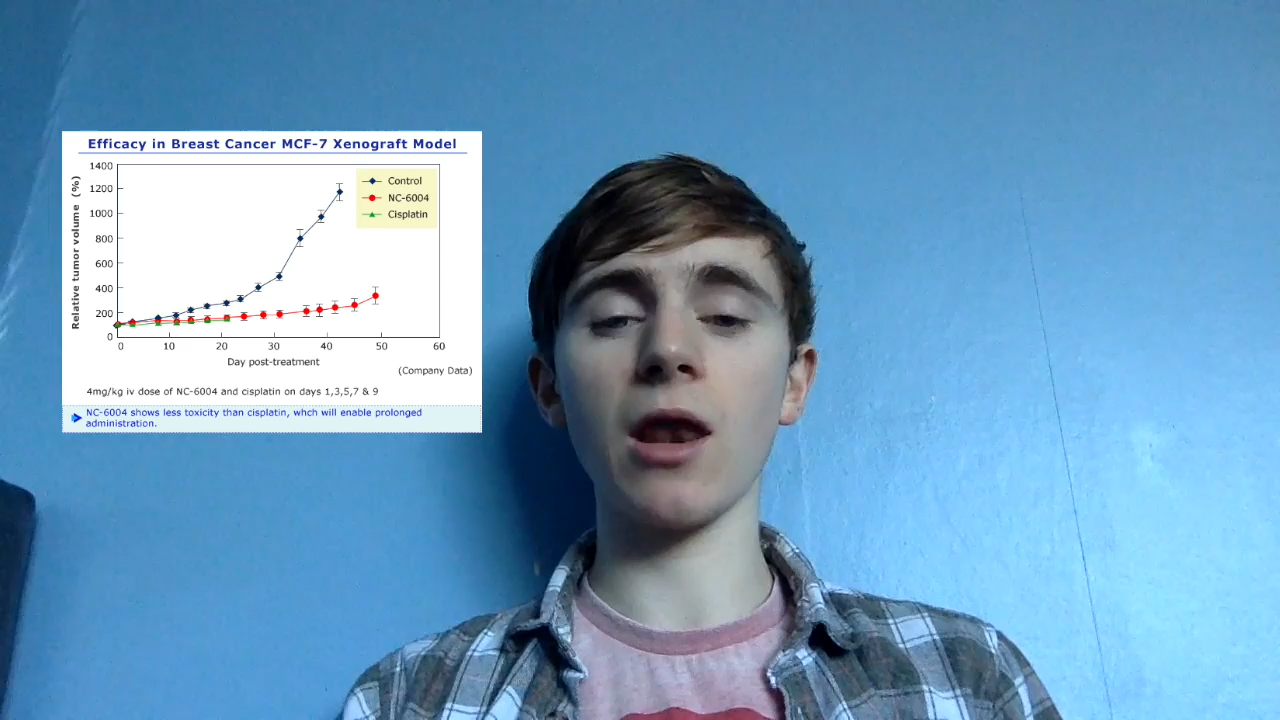 Efficacy in Breast Cancer MCF-7 Xenograft Model
Relative tumor volume (%)
1400
1200
1000
800
600
400
200
0
Control
NC-6004
Cisplatin
0 10 20 30 40 50 60
Day post-treatment
(Company Data)
4mg/kg iv dose of NC-6004 and cisplatin on days 1,3,5,7 & 9
NC-6004 shows less toxicity than cisplatin, whch will enable prolonged
administration.